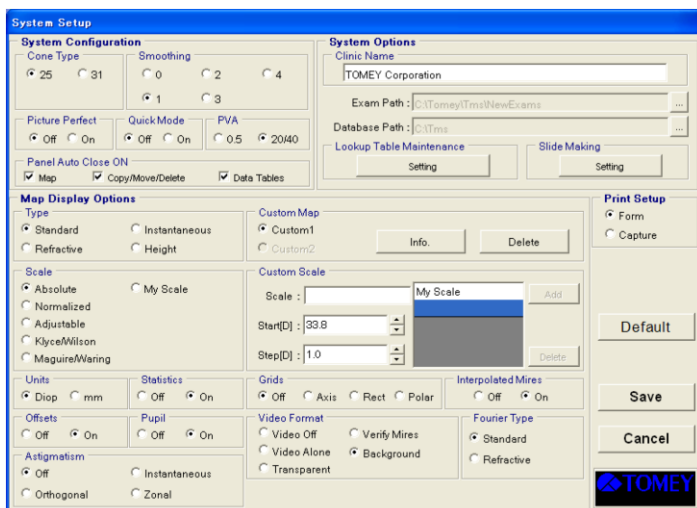 System Setup
System Configuration
Cone Type
25 31
Smoothing
0 2 4
1 3
Picture Perfect
Off On
Quick Mode
Off On
PVA
0.5 20/40
Panel Auto Close ON
Map Copy/Move/Delete Data Tables
System Options
Clinic Name
TOMEY Corporation
Exam Path : C:\Tomey\Tms\NewExams ...
Database Path : C:\Tms ...
Lookup Table Maintenance
Setting
Slide Making
Setting
Map Display Options
Type
Standard Instantaneous
Refractive Height
Custom Map
Custom1
Custom2
Info. Delete
Print Setup
Form
Capture
Scale
Absolute My Scale
Normalized
Adjustable
Klyce/Wilson
Maguire/Waring
Custom Scale
Scale :
Start[D] : 33.8
Step[D] : 1.0
My Scale
Add
Delete
Default
Units
Diop mm
Statistics
Off On
Grids
Off Axis Rect Polar
Interpolated Mires
Off On
Save
Offsets
Off On
Pupil
Off On
Video Format
Video Off Verify Mires
Video Alone Background
Transparent
Fourier Type
Standard
Refractive
Cancel
Astigmatism
Off Instantaneous
Orthogonal Zonal
TOMEY